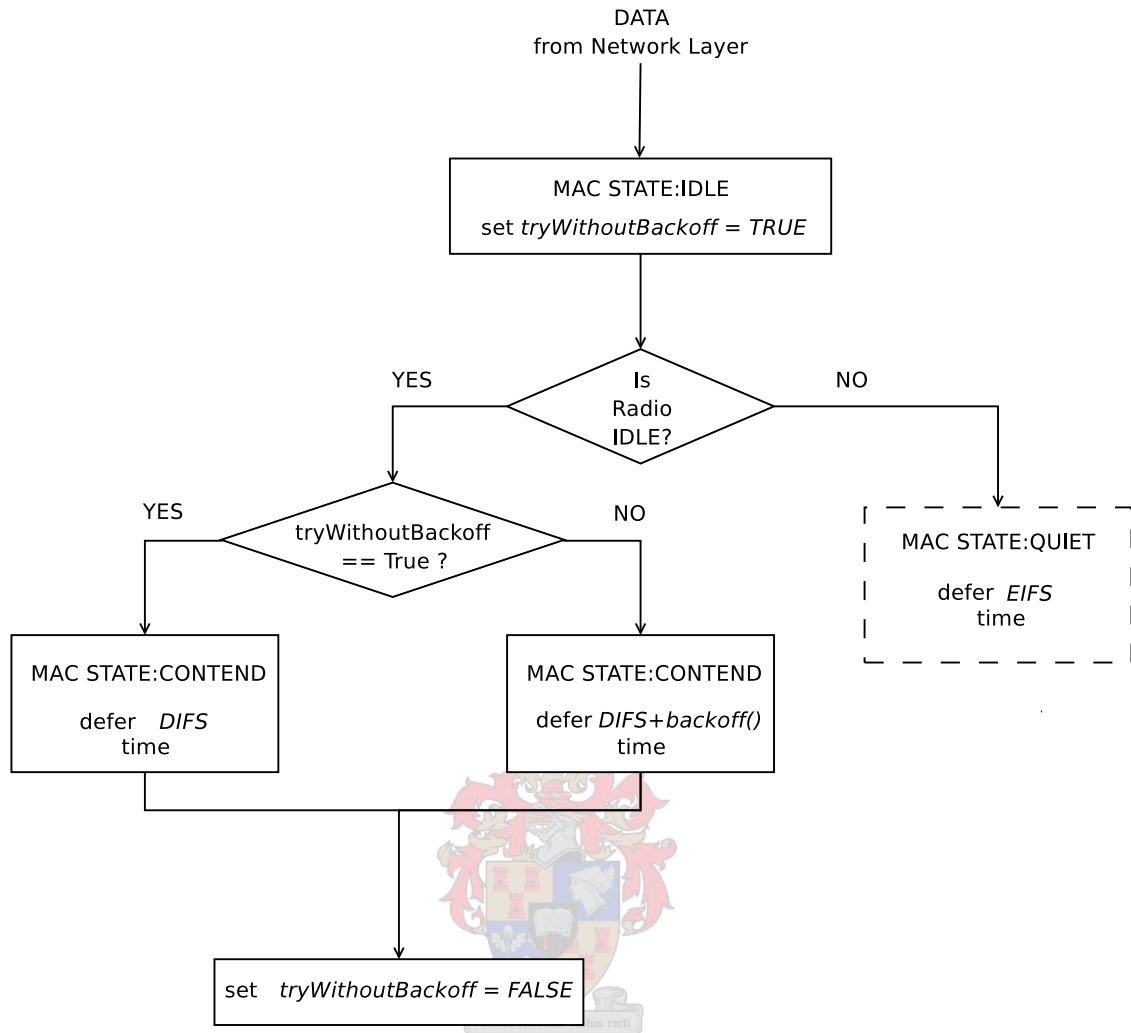 DATA
from Network Layer
MAC STATE:IDLE
set tryWithoutBackoff = TRUE
YES
Is
Radio
IDLE?
NO
YES
tryWithoutBackoff
== True ?
NO
MAC STATE:QUIET
defer EIFS
time
MAC STATE:CONTEND
defer DIFS
time
MAC STATE:CONTEND
defer DIFS+backoff()
time
set tryWithoutBackoff = FALSE
recti